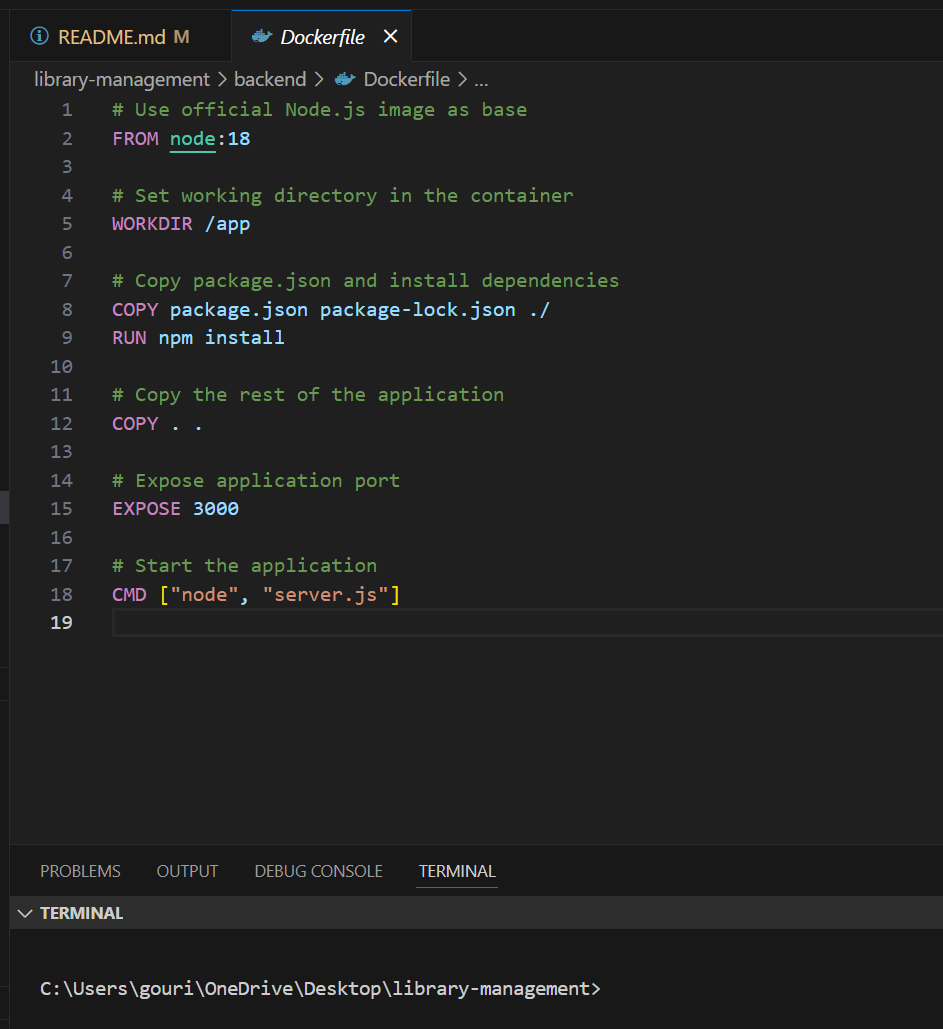 README.md M
Dockerfile
library-management > backend > Dockerfile > ...
1 # Use official Node.js image as base
2 FROM node:18
3
4 # Set working directory in the container
5 WORKDIR /app
6
7 # Copy package.json and install dependencies
8 COPY package.json package-lock.json ./
9 RUN npm install
10
11 # Copy the rest of the application
12 COPY . .
13
14 # Expose application port
15 EXPOSE 3000
16
17 # Start the application
18 CMD ["node", "server.js"]
19
PROBLEMS OUTPUT DEBUG CONSOLE TERMINAL
TERMINAL
C:\Users\gouri\OneDrive\Desktop\library-management>